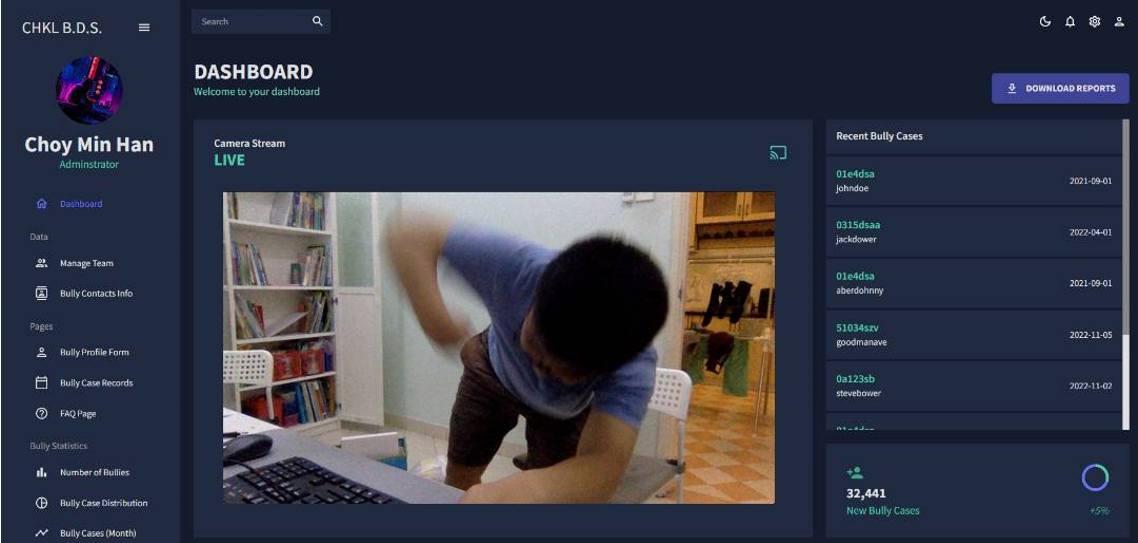 CHKL B.D.S.
Search
Choy Min Han
Adminstrator
Dashboard
Data
Manage Team
Bully Contacts Info
Pages
Bully Profile Form
Bully Case Records
FAQ Page
Bully Statistics
Number of Bullies
Bully Case Distribution
Bully Cases (Month)
DASHBOARD
Welcome to your dashboard
DOWNLOAD REPORTS
Camera Stream
LIVE
Recent Bully Cases
01e4dsa
johndoe
2021-09-01
0315dsaa
jackdower
2022-04-01
01e4dsa
aberdohnny
2021-09-01
51034szv
goodmanave
2022-11-05
0a123sb
stevebower
2022-11-02
32,441
New Bully Cases
+5%